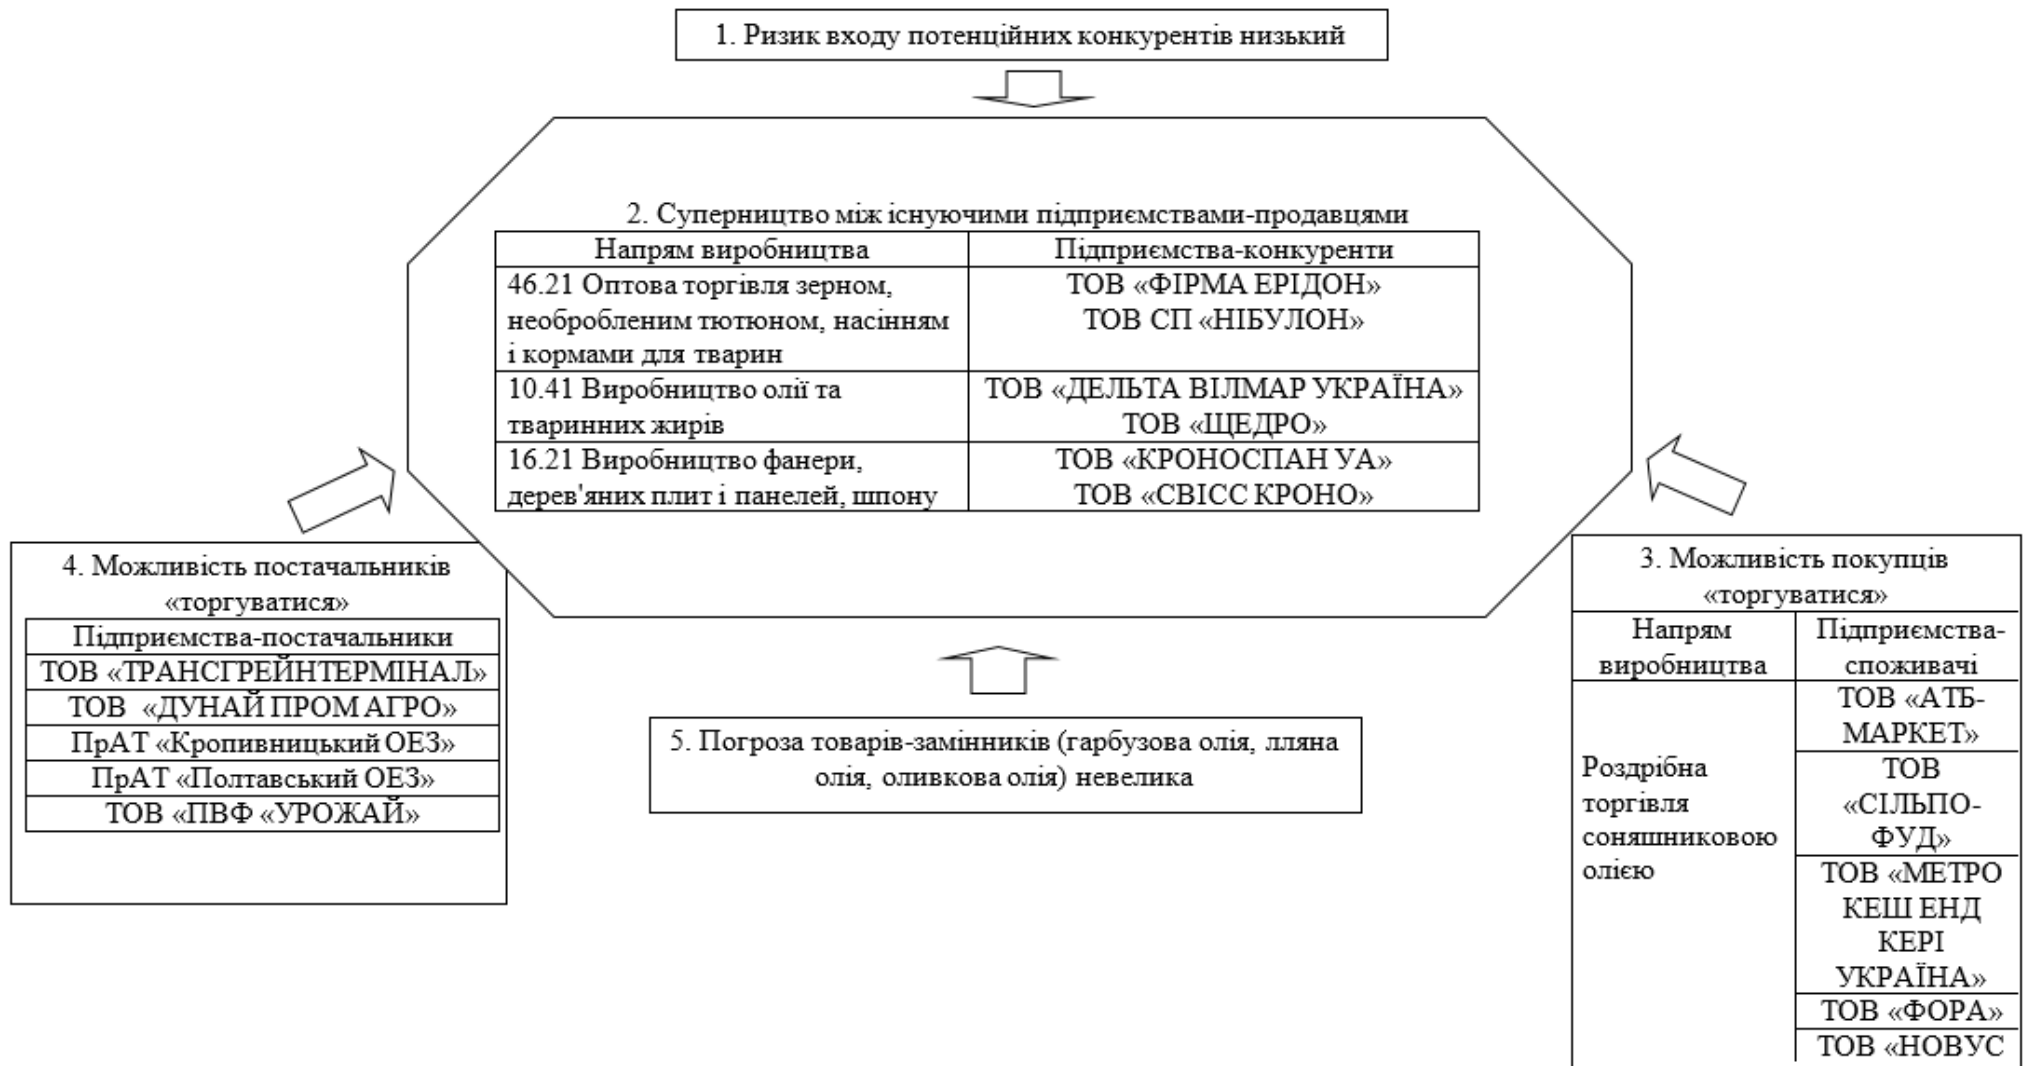 1. Ризик входу потенційних конкурентів низький
2. Суперництво між існуючими підприємствами-продавцями
Напрям виробництва
Підприємства-конкуренти
46.21 Оптова торгівля зерном,
необробленим тютюном, насінням
і кормами для тварин
ТОВ «ФІРМА ЕРІДОН»
ТОВ СП «НІБУЛОН»
10.41 Виробництво олії та
тваринних жирів
ТОВ «ДЕЛЬТА ВІЛМАР УКРАЇНА»
ТОВ «ЩЕДРО»
16.21 Виробництво фанери,
дерев'яних плит і панелей, шпону
ТОВ «КРОНОСПАН УА»
ТОВ «СВІСС КРОНО»
4. Можливість постачальників
«торгуватися»
Підприємства-постачальники
ТОВ «ТРАНСГРЕЙНТЕРМІНАЛ»
ТОВ «ДУНАЙ ПРОМ АГРО»
ПрАТ «Кропивницький ОЕЗ»
ПрАТ «Полтавський ОЕЗ»
ТОВ «ПВФ «УРОЖАЙ»
5. Погроза товарів-замінників (гарбузова олія, лляна
олія, оливкова олія) невелика
3. Можливість покупців
«торгуватися»
Напрям
виробництва
Підприємства-
споживачі
Роздрібна
торгівля
соняшниковою
олією
ТОВ «АТБ-
МАРКЕТ»
ТОВ
«СІЛЬПО-
ФУД»
ТОВ «МЕТРО
КЕШ ЕНД
КЕРІ
УКРАЇНА»
ТОВ «ФОРА»
ТОВ «НОВУС